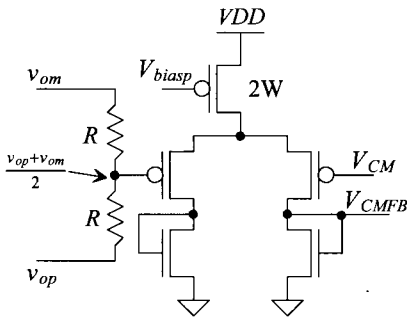 VDD
v_om
V_biasp
2W
R
v_op+v_om
2
V_CM
R
V_CMFB
v_op